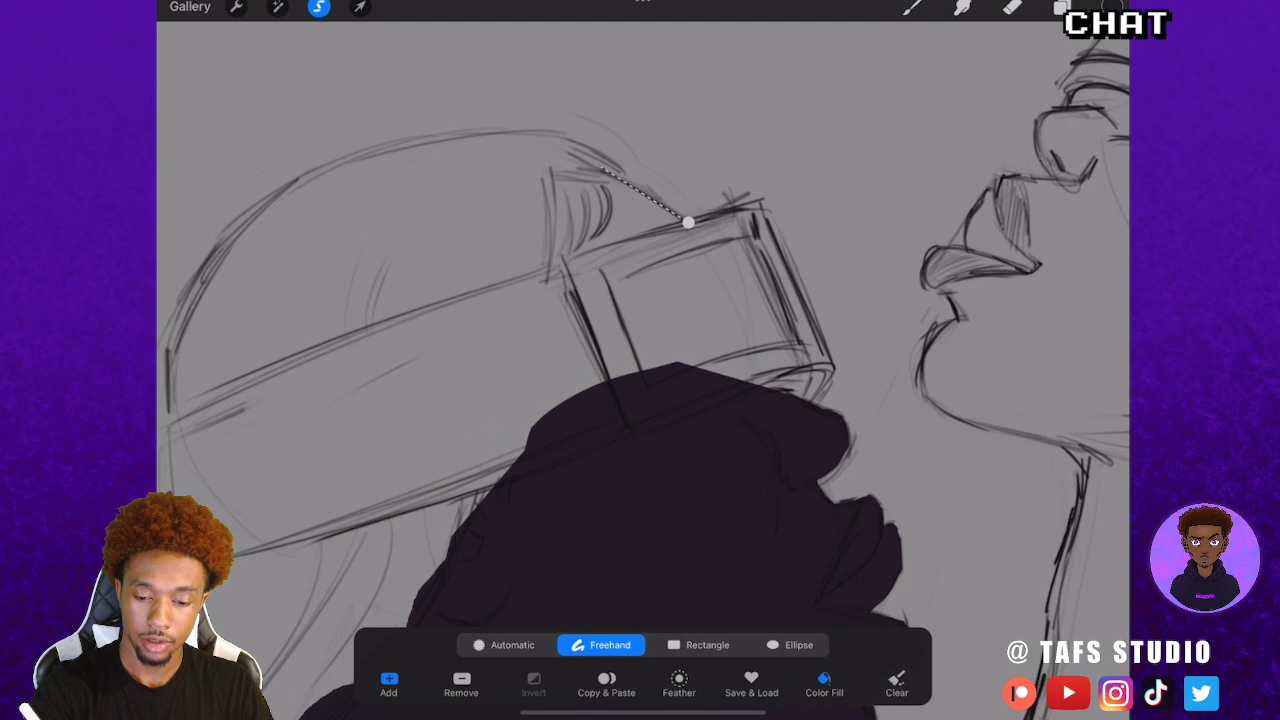 Gallery
CHAT
Automatic
Freehand
Rectangle
Ellipse
Add
Remove
Invert
Copy & Paste
Feather
Save & Load
Color Fill
Clear
@ TAFS STUDIO